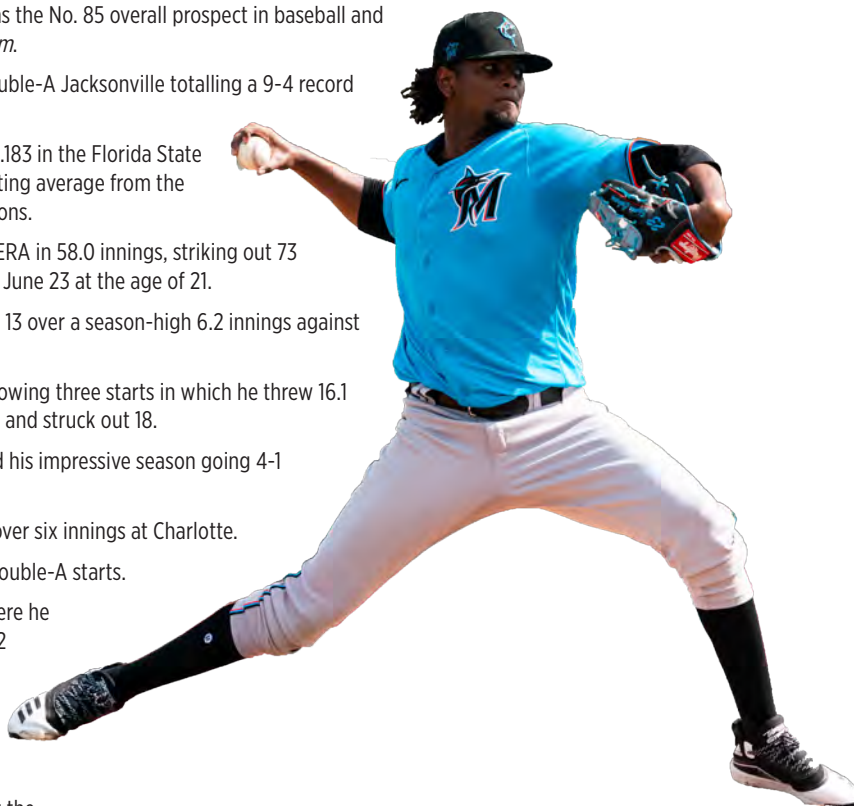 as the No. 85 overall prospect in baseball and
m.
uble-A Jacksonville totalling a 9-4 record
.183 in the Florida State
ting average from the
ons.
ERA in 58.0 innings, striking out 73
June 23 at the age of 21.
13 over a season-high 6.2 innings against
owing three starts in which he threw 16.1
and struck out 18.
d his impressive season going 4-1
over six innings at Charlotte.
ouble-A starts.
ere he
2
M